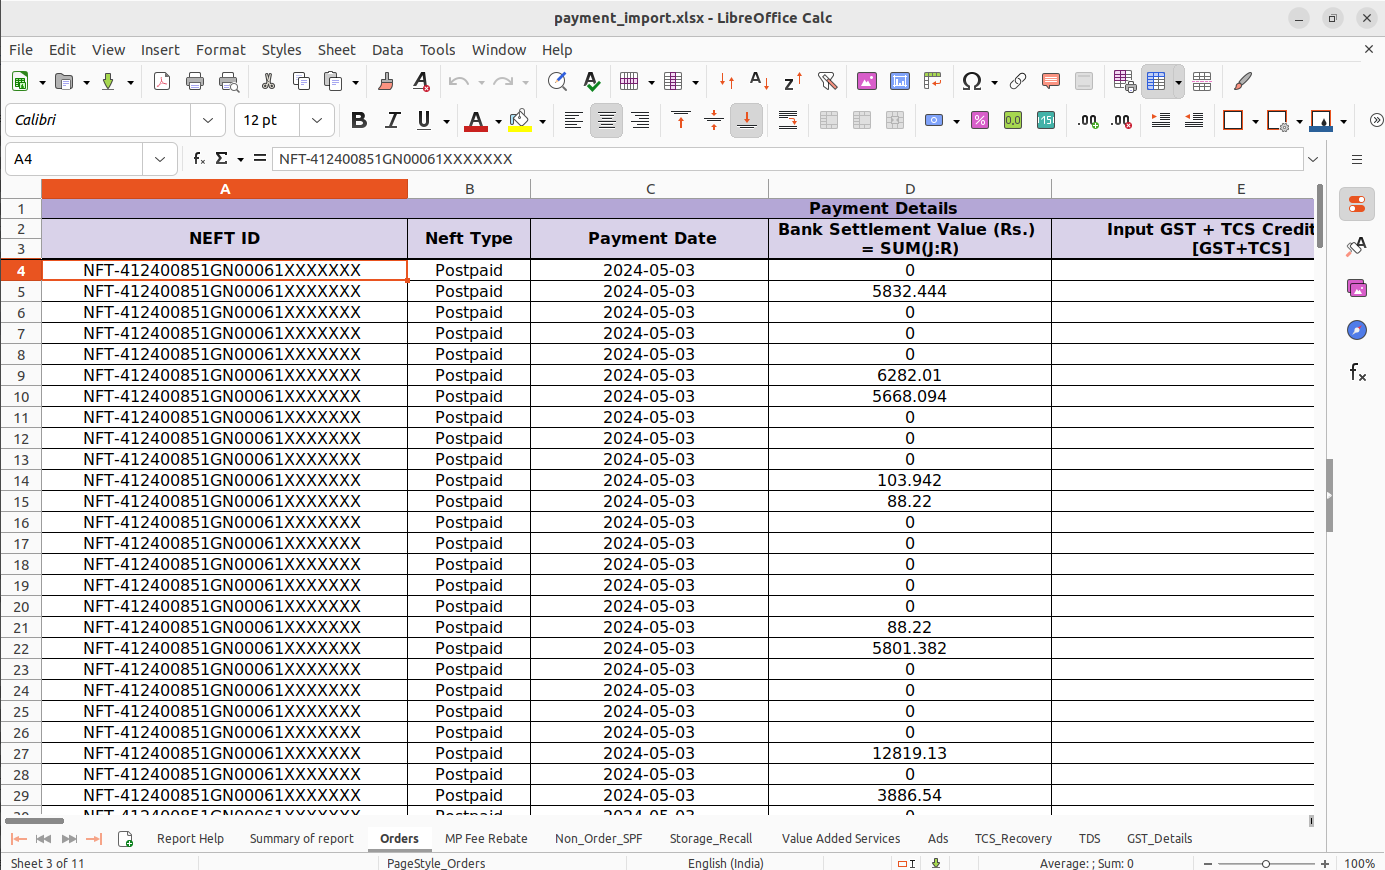 payment_import.xlsx - LibreOffice Calc
File Edit View Insert Format Styles Sheet Data Tools Window Help
Calibri 12 pt
A4 NFT-412400851GN00061XXXXXXX
A B C D E
1 Payment Details
2 NEFT ID Neft Type Payment Date Bank Settlement Value (Rs.) Input GST + TCS Credit
3 = SUM(J:R) [GST+TCS]
4 NFT-412400851GN00061XXXXXXX Postpaid 2024-05-03 0
5 NFT-412400851GN00061XXXXXXX Postpaid 2024-05-03 5832.444
6 NFT-412400851GN00061XXXXXXX Postpaid 2024-05-03 0
7 NFT-412400851GN00061XXXXXXX Postpaid 2024-05-03 0
8 NFT-412400851GN00061XXXXXXX Postpaid 2024-05-03 0
9 NFT-412400851GN00061XXXXXXX Postpaid 2024-05-03 6282.01
10 NFT-412400851GN00061XXXXXXX Postpaid 2024-05-03 5668.094
11 NFT-412400851GN00061XXXXXXX Postpaid 2024-05-03 0
12 NFT-412400851GN00061XXXXXXX Postpaid 2024-05-03 0
13 NFT-412400851GN00061XXXXXXX Postpaid 2024-05-03 0
14 NFT-412400851GN00061XXXXXXX Postpaid 2024-05-03 103.942
15 NFT-412400851GN00061XXXXXXX Postpaid 2024-05-03 88.22
16 NFT-412400851GN00061XXXXXXX Postpaid 2024-05-03 0
17 NFT-412400851GN00061XXXXXXX Postpaid 2024-05-03 0
18 NFT-412400851GN00061XXXXXXX Postpaid 2024-05-03 0
19 NFT-412400851GN00061XXXXXXX Postpaid 2024-05-03 0
20 NFT-412400851GN00061XXXXXXX Postpaid 2024-05-03 0
21 NFT-412400851GN00061XXXXXXX Postpaid 2024-05-03 88.22
22 NFT-412400851GN00061XXXXXXX Postpaid 2024-05-03 5801.382
23 NFT-412400851GN00061XXXXXXX Postpaid 2024-05-03 0
24 NFT-412400851GN00061XXXXXXX Postpaid 2024-05-03 0
25 NFT-412400851GN00061XXXXXXX Postpaid 2024-05-03 0
26 NFT-412400851GN00061XXXXXXX Postpaid 2024-05-03 0
27 NFT-412400851GN00061XXXXXXX Postpaid 2024-05-03 12819.13
28 NFT-412400851GN00061XXXXXXX Postpaid 2024-05-03 0
29 NFT-412400851GN00061XXXXXXX Postpaid 2024-05-03 3886.54
Report Help Summary of report Orders MP Fee Rebate Non_Order_SPF Storage_Recall Value Added Services Ads TCS_Recovery TDS GST_Details
Sheet 3 of 11 PageStyle_Orders English (India) Average: ; Sum: 0 100%